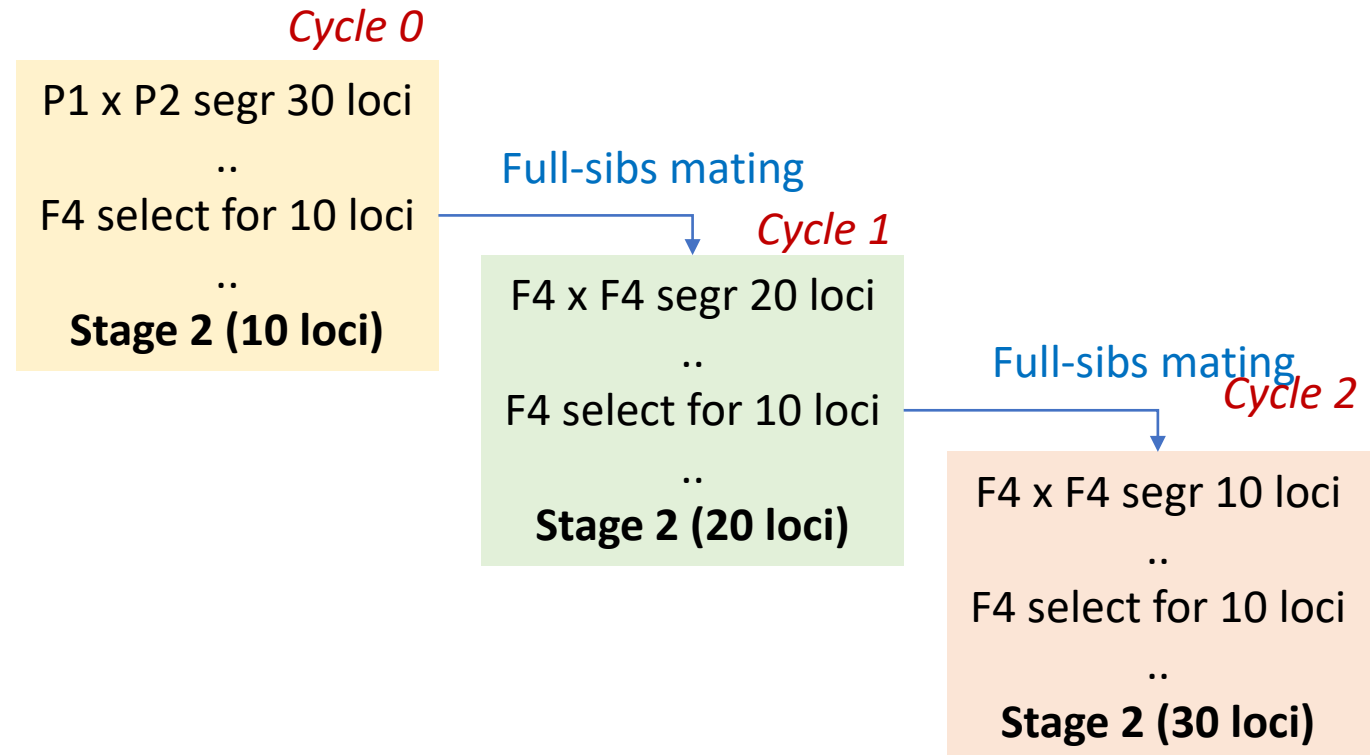 Cycle 0
P1 x P2 segr 30 loci
..
F4 select for 10 loci
..
Stage 2 (10 loci)
Full-sibs mating
Cycle 1
F4 x F4 segr 20 loci
..
F4 select for 10 loci
..
Stage 2 (20 loci)
Full-sibs mating
Cycle 2
F4 x F4 segr 10 loci
..
F4 select for 10 loci
..
Stage 2 (30 loci)